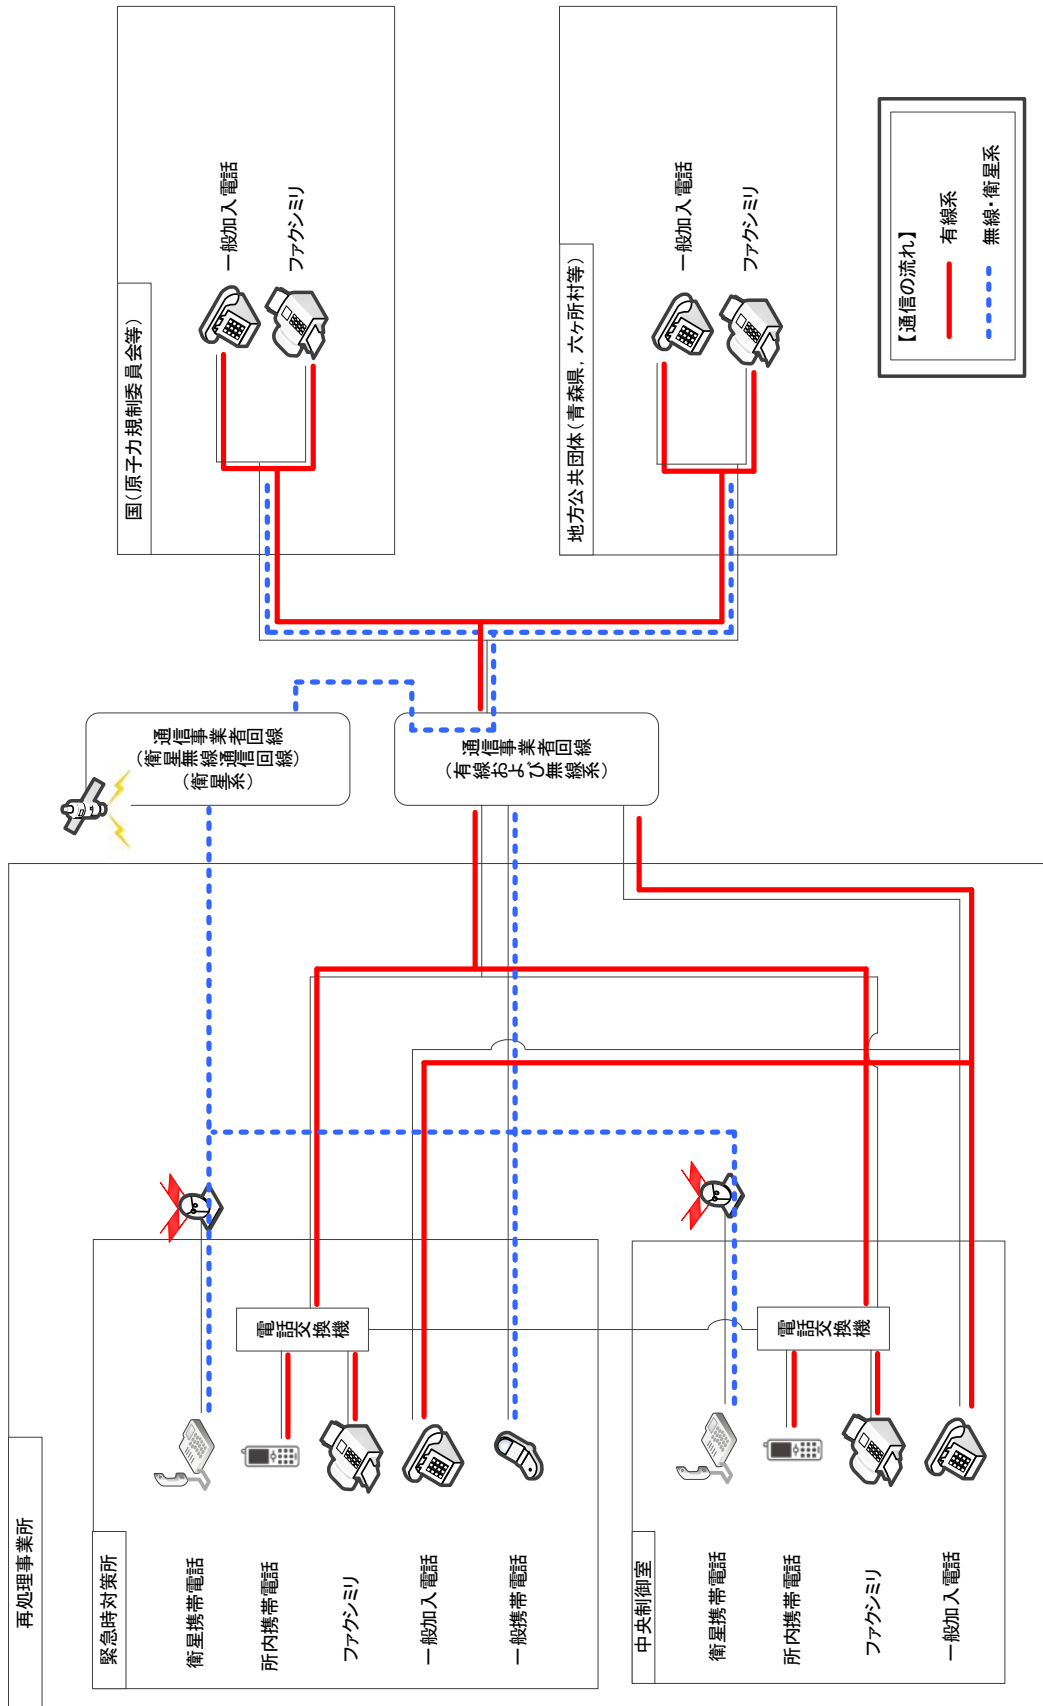 再処理事業所
緊急時対策所
衛星携帯電話
所内携帯電話
ファクシミリ
一般加入電話
一般携帯電話
電話交換機
中央制御室
衛星携帯電話
所内携帯電話
ファクシミリ
一般加入電話
電話交換機
通信事業者回線
(衛星無線通信回線)
(衛星系)
通信事業者回線
(有線および無線系)
国(原子力規制委員会等)
一般加入電話
ファクシミリ
地方公共団体(青森県, 六ヶ所村等)
一般加入電話
ファクシミリ
【通信の流れ】
有線系
無線・衛星系